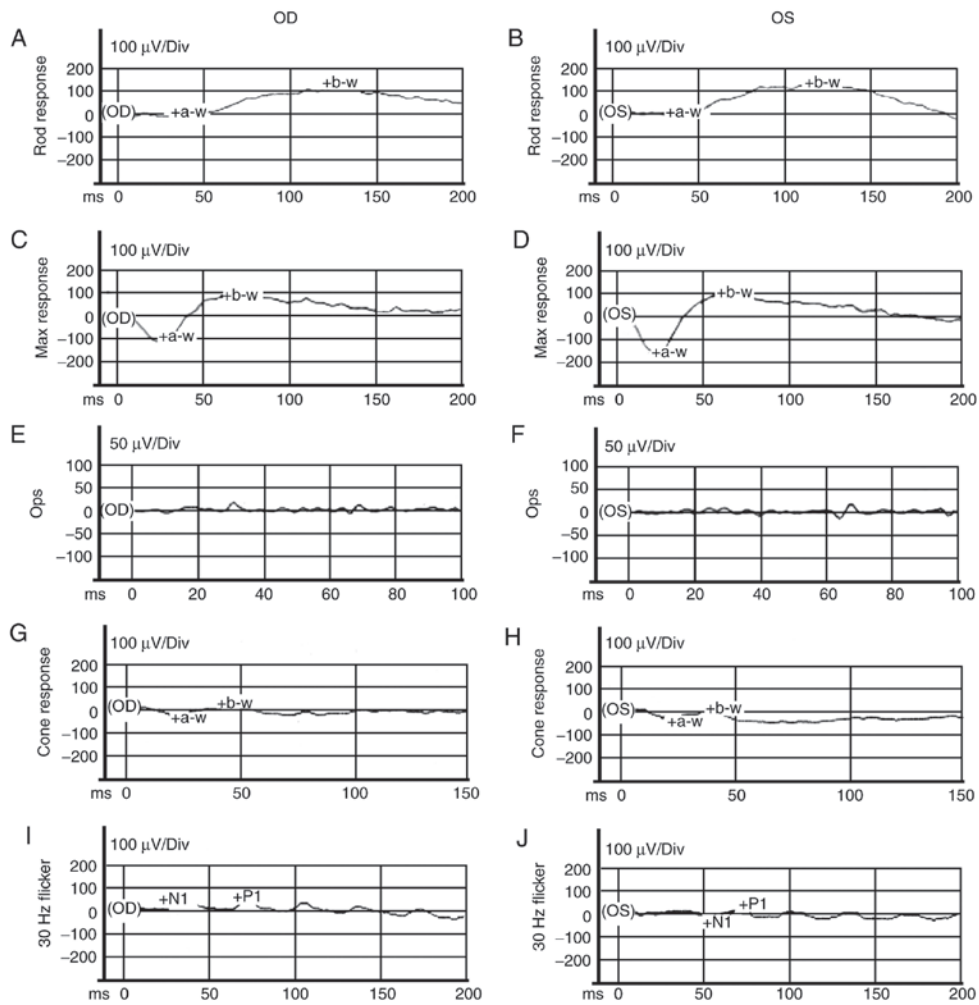 OD
OS
A
100 µV/Div
Rod response
200
100
0
−100
−200
(OD)
+a-w
+b-w
ms 0 50 100 150 200
B
100 µV/Div
Rod response
200
100
0
−100
−200
(OS)
+a-w
+b-w
ms 0 50 100 150 200
C
100 µV/Div
Max response
200
100
0
−100
−200
(OD)
+a-w
+b-w
ms 0 50 100 150 200
D
100 µV/Div
Max response
200
100
0
−100
−200
(OS)
+a-w
+b-w
ms 0 50 100 150 200
E
50 µV/Div
Ops
100
50
0
−50
−100
(OD)
ms 0 20 40 60 80 100
F
50 µV/Div
Ops
100
50
0
−50
−100
(OS)
ms 0 20 40 60 80 100
G
100 µV/Div
Cone response
200
100
0
−100
−200
(OD)
+a-w
+b-w
ms 0 50 100 150
H
100 µV/Div
Cone response
200
100
0
−100
−200
(OS)
+a-w
+b-w
ms 0 50 100 150
I
100 µV/Div
30 Hz flicker
200
100
0
−100
−200
(OD)
+N1
+P1
ms 0 50 100 150 200
J
100 µV/Div
30 Hz flicker
200
100
0
−100
−200
(OS)
+N1
+P1
ms 0 50 100 150 200